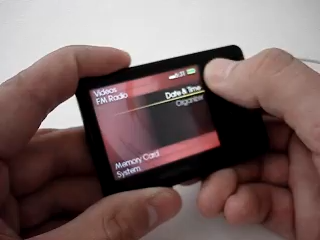 Videos
FM Radio
Date & Time
Organizer
Memory Card
System